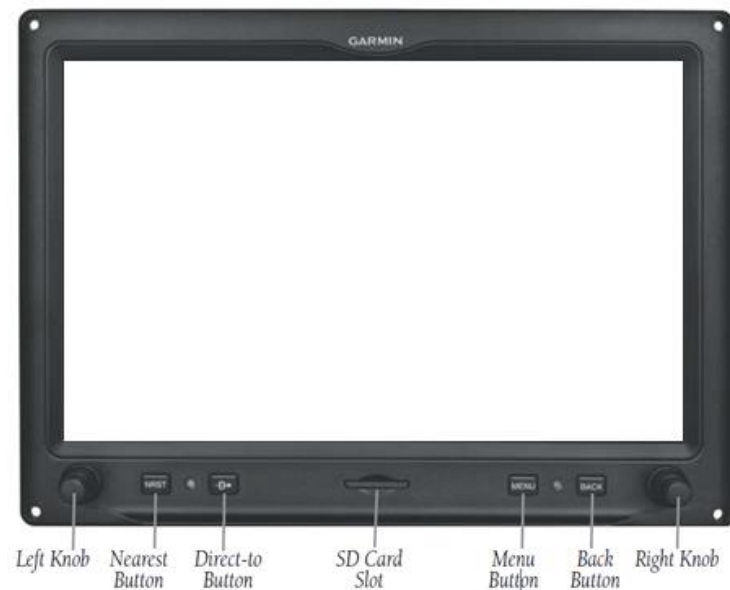 GARMIN
NRST
D
MENU
BACK
Left Knob
Nearest
Button
Direct-to
Button
SD Card
Slot
Menu
Button
Back
Button
Right Knob